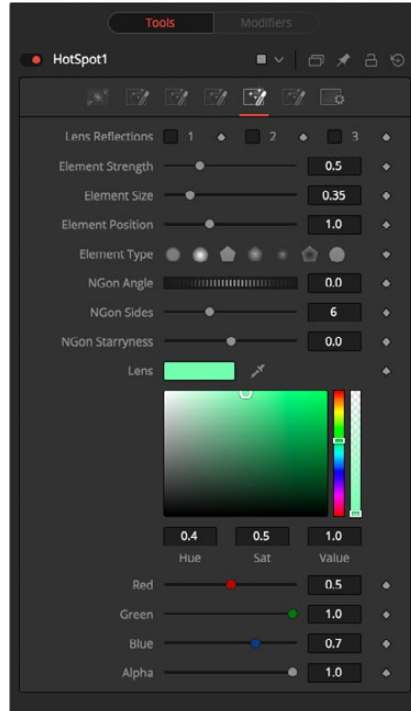 Tools Modifiers
HotSpot1
Lens Reflections 1 2 3
Element Strength 0.5
Element Size 0.35
Element Position 1.0
Element Type
NGon Angle 0.0
NGon Sides 6
NGon Starryness 0.0
Lens
0.4 0.5 1.0
Hue Sat Value
Red 0.5
Green 1.0
Blue 0.7
Alpha 1.0